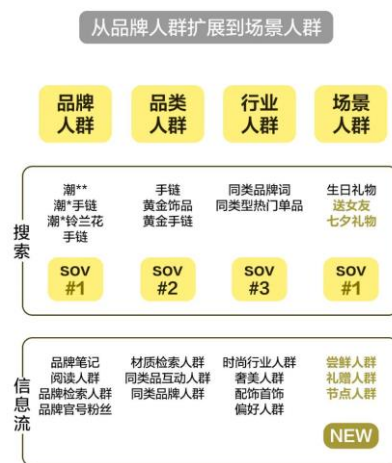 从品牌人群扩展到场景人群
品牌
人群
品类
人群
行业
人群
场景
人群
搜索
潮**
潮*手链
潮*铃兰花
手链
手链
黄金饰品
黄金手链
同类品牌词
同类型热门单品
生日礼物
送女友
七夕礼物
SOV
#1
SOV
#2
SOV
#3
SOV
#1
信息流
品牌笔记
阅读人群
品牌检索人群
品牌官号粉丝
材质检索人群
同类品互动人群
同类品牌人群
时尚行业人群
奢美人群
配饰首饰
偏好人群
尝鲜人群
礼赠人群
节点人群
NEW